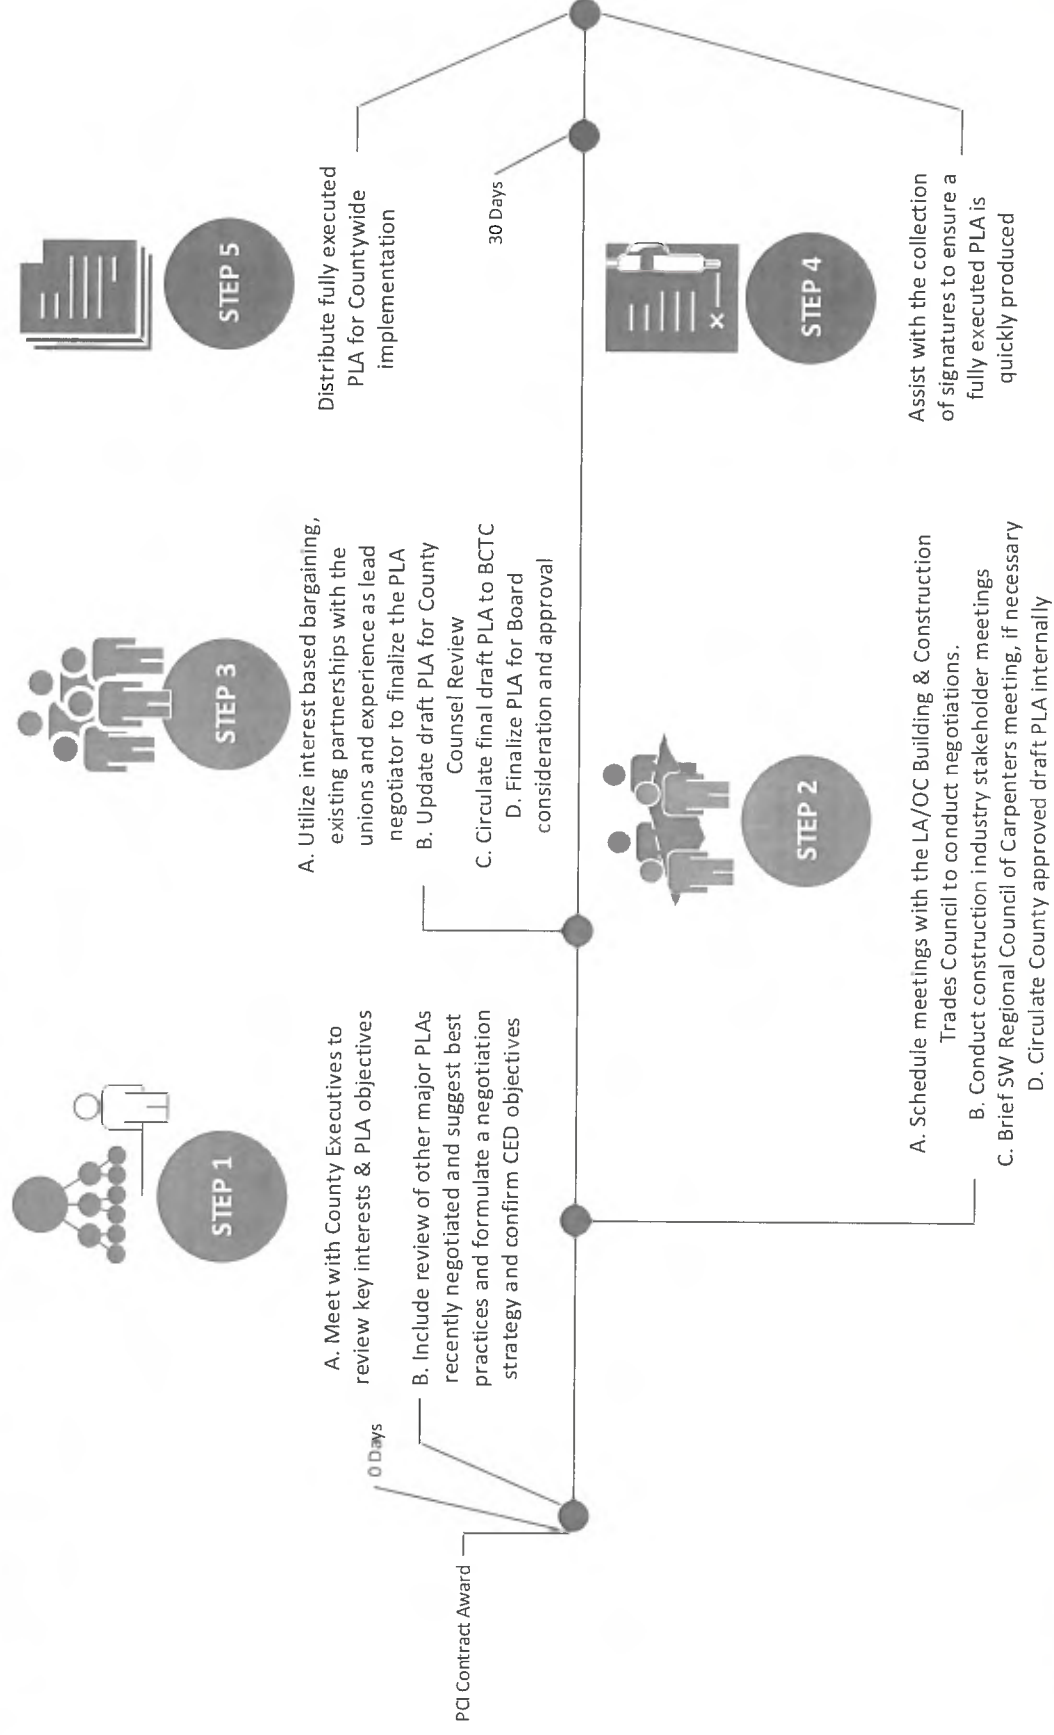 PCI Contract Award
0 Days
STEP 1
A. Meet with County Executives to
review key interests & PLA objectives
B. Include review of other major PLAs
recently negotiated and suggest best
practices and formulate a negotiation
strategy and confirm CED objectives
STEP 2
A. Schedule meetings with the LA/OC Building & Construction
Trades Council to conduct negotiations.
B. Conduct construction industry stakeholder meetings
C. Brief SW Regional Council of Carpenters meeting, if necessary
D. Circulate County approved draft PLA internally
STEP 3
A. Utilize interest based bargaining,
existing partnerships with the
unions and experience as lead
negotiator to finalize the PLA
B. Update draft PLA for County
Counsel Review
C. Circulate final draft PLA to BCTC
D. Finalize PLA for Board
consideration and approval
STEP 4
Assist with the collection
of signatures to ensure a
fully executed PLA is
quickly produced
30 Days
STEP 5
Distribute fully executed
PLA for Countywide
implementation